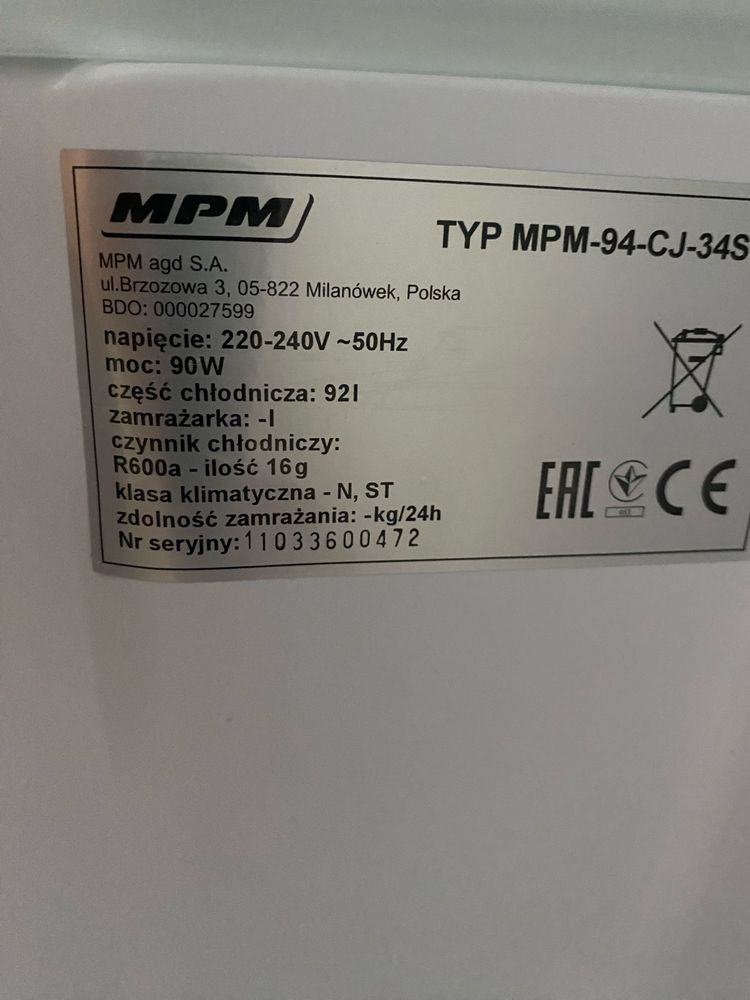 MPM
TYP MPM-94-CJ-34S
MPM agd S.A.
ul.Brzozowa 3, 05-822 Milanówek, Polska
BDO: 000027599
napięcie: 220-240V ~50Hz
moc: 90W
część chłodnicza: 92l
zamrażarka: -l
czynnik chłodniczy:
R600a - ilość 16g
klasa klimatyczna - N, ST
zdolność zamrażania: -kg/24h
Nr seryjny: 11033600472
EAC CE